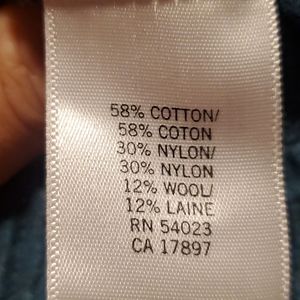 58% COTTON/
58% COTON
30% NYLON/
30% NYLON
12% WOOL/
12% LAINE
RN 54023
CA 17897